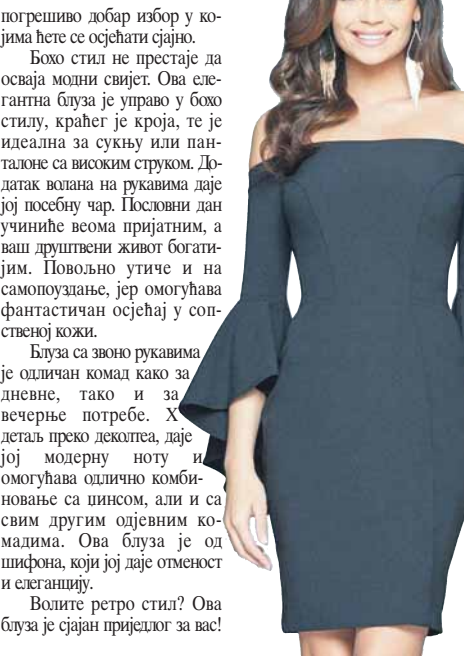 погрешиво добар избор у ко-
јима ћете се осјећати сјајно.
Бохо стил не престаје да
осваја модни свијет. Ова еле-
гантна блуза је управо у бохо
стилу, краћег је кроја, те је
идеална за сукњу или пан-
талоне са високим струком. До-
датак волана на рукавима даје
јој посебну чар. Пословни дан
учиниће веома пријатним, а
ваш друштвени живот богати-
јим. Повољно утиче и на
самопоуздање, јер омогућава
фантастичан осјећај у соп-
ственој кожи.
Блуза са звоно рукавима
је одличан комад како за
дневне, тако и за
вечерње потребе. Х
детаљ преко деколтеа, даје
јој модерну ноту и
омогућава одлично комби-
новање са џинсом, али и са
свим другим одјевним ко-
мадима. Ова блуза је од
шифона, који јој даје отменост
и елеганцију.
Волите ретро стил? Ова
блуза је сјајан приједлог за вас!